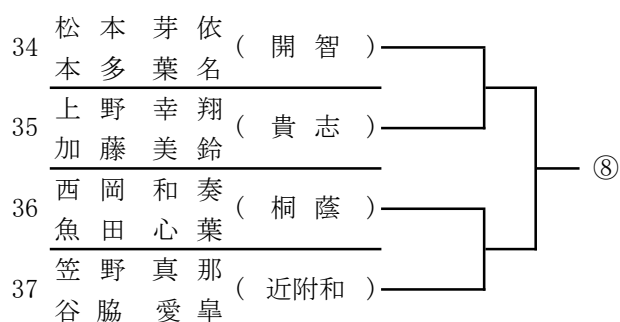 松本芽依
34 (開智)
本多葉名
上野幸翔
35 (貴志)
加藤美鈴
⑧
西岡和奏
36 (桐蔭)
魚田心葉
笠野真那
37 (近附和)
谷脇愛皐